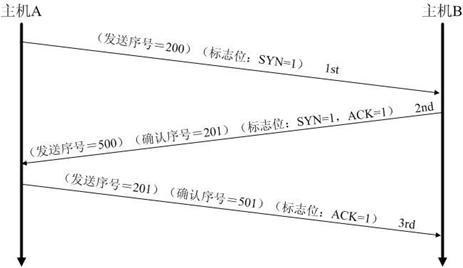 主机A
主机B
（发送序号＝200）（标志位：SYN=1） 1st
2nd
（发送序号＝500）（确认序号＝201）（标志位：SYN=1，ACK=1）
（发送序号＝201）（确认序号＝501）（标志位：ACK=1） 3rd